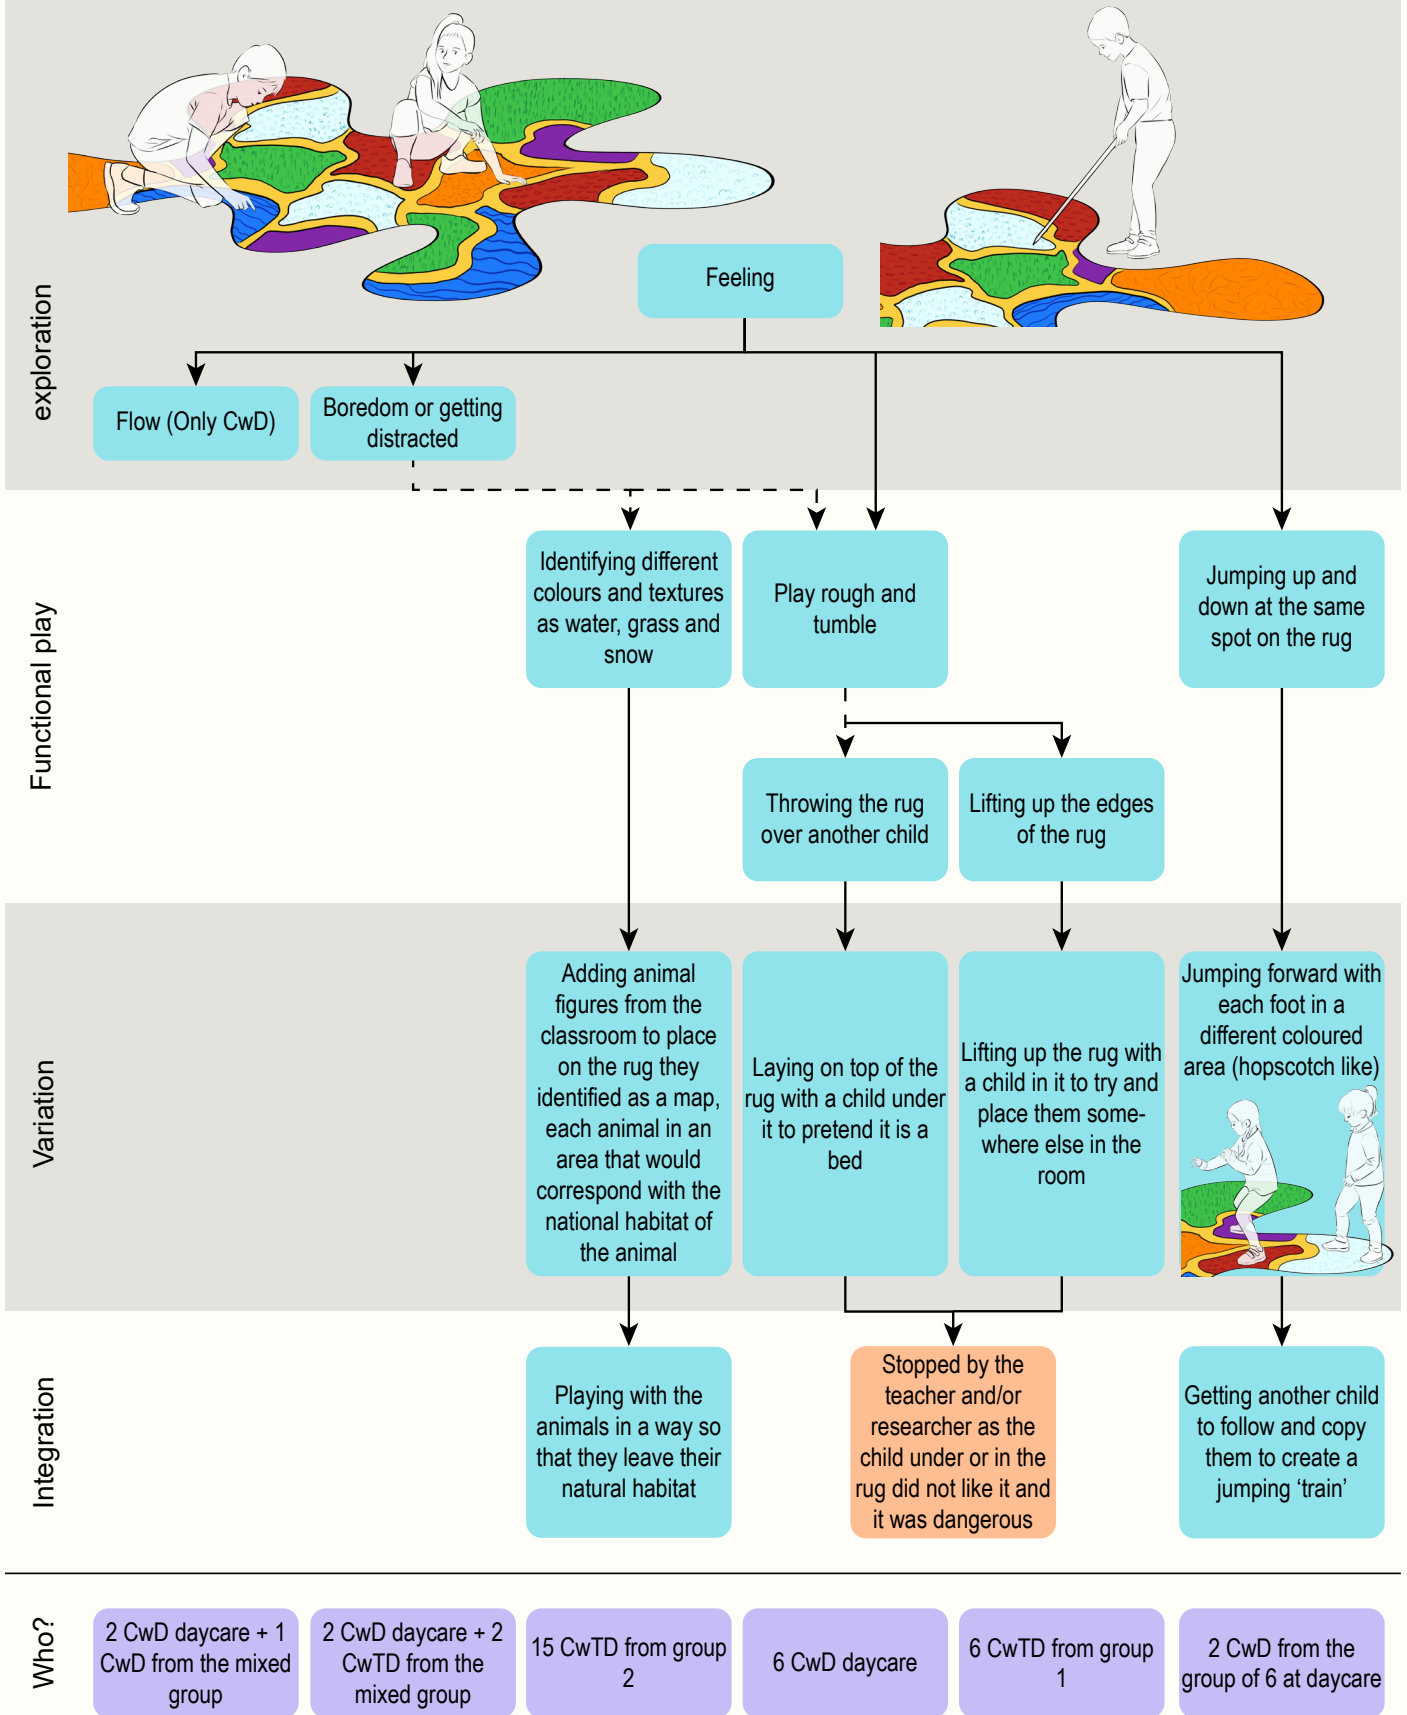 exploration
Feeling
Flow (Only CwD)
Boredom or getting
distracted
Functional play
Identifying different
colours and textures
as water, grass and
snow
Play rough and
tumble
Jumping up and
down at the same
spot on the rug
Throwing the rug
over another child
Lifting up the edges
of the rug
Variation
Adding animal
figures from the
classroom to place
on the rug they
identified as a map,
each animal in an
area that would
correspond with the
national habitat of
the animal
Laying on top of the
rug with a child under
it to pretend it is a
bed
Lifting up the rug with
a child in it to try and
place them some-
where else in the
room
Jumping forward with
each foot in a
different coloured
area (hopscotch like)
Integration
Playing with the
animals in a way so
that they leave their
natural habitat
Stopped by the
teacher and/or
researcher as the
child under or in the
rug did not like it and
it was dangerous
Getting another child
to follow and copy
them to create a
jumping ‘train’
Who?
2 CwD daycare + 1
CwD from the mixed
group
2 CwD daycare + 2
CwTD from the
mixed group
15 CwTD from group
2
6 CwD daycare
6 CwTD from group
1
2 CwD from the
group of 6 at daycare